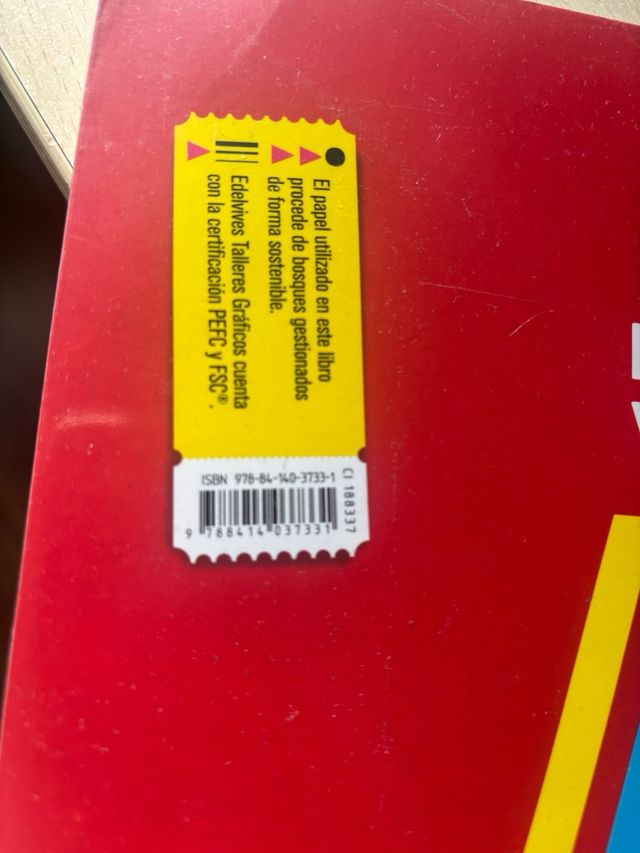 El papel utilizado en este libro
procede de bosques gestionados
de forma sostenible.
Edelvives Talleres Gráficos cuenta
con la certificación PEFC y FSC®.
ISBN 978-84-140-3733-1
9 788414 037331
CI 188337